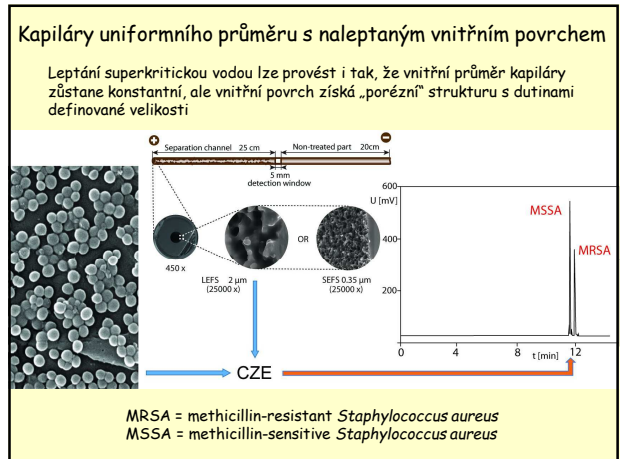 Kapiláry uniformního průměru s naleptaným vnitřním povrchem
Leptání superkritickou vodou lze provést i tak, že vnitřní průměr kapiláry
zůstane konstantní, ale vnitřní povrch získá „porézní" strukturu s dutinami
definované velikosti
+
−
Separation channel 25 cm
Non-treated part 20cm
5 mm
detection window
450 x
LEFS 2 µm
(25000 x)
OR
SEFS 0.35 µm
(25000 x)
CZE
600
U [mV]
400
200
0 4 8 12
t [min]
MSSA
MRSA
MRSA = methicillin-resistant Staphylococcus aureus
MSSA = methicillin-sensitive Staphylococcus aureus